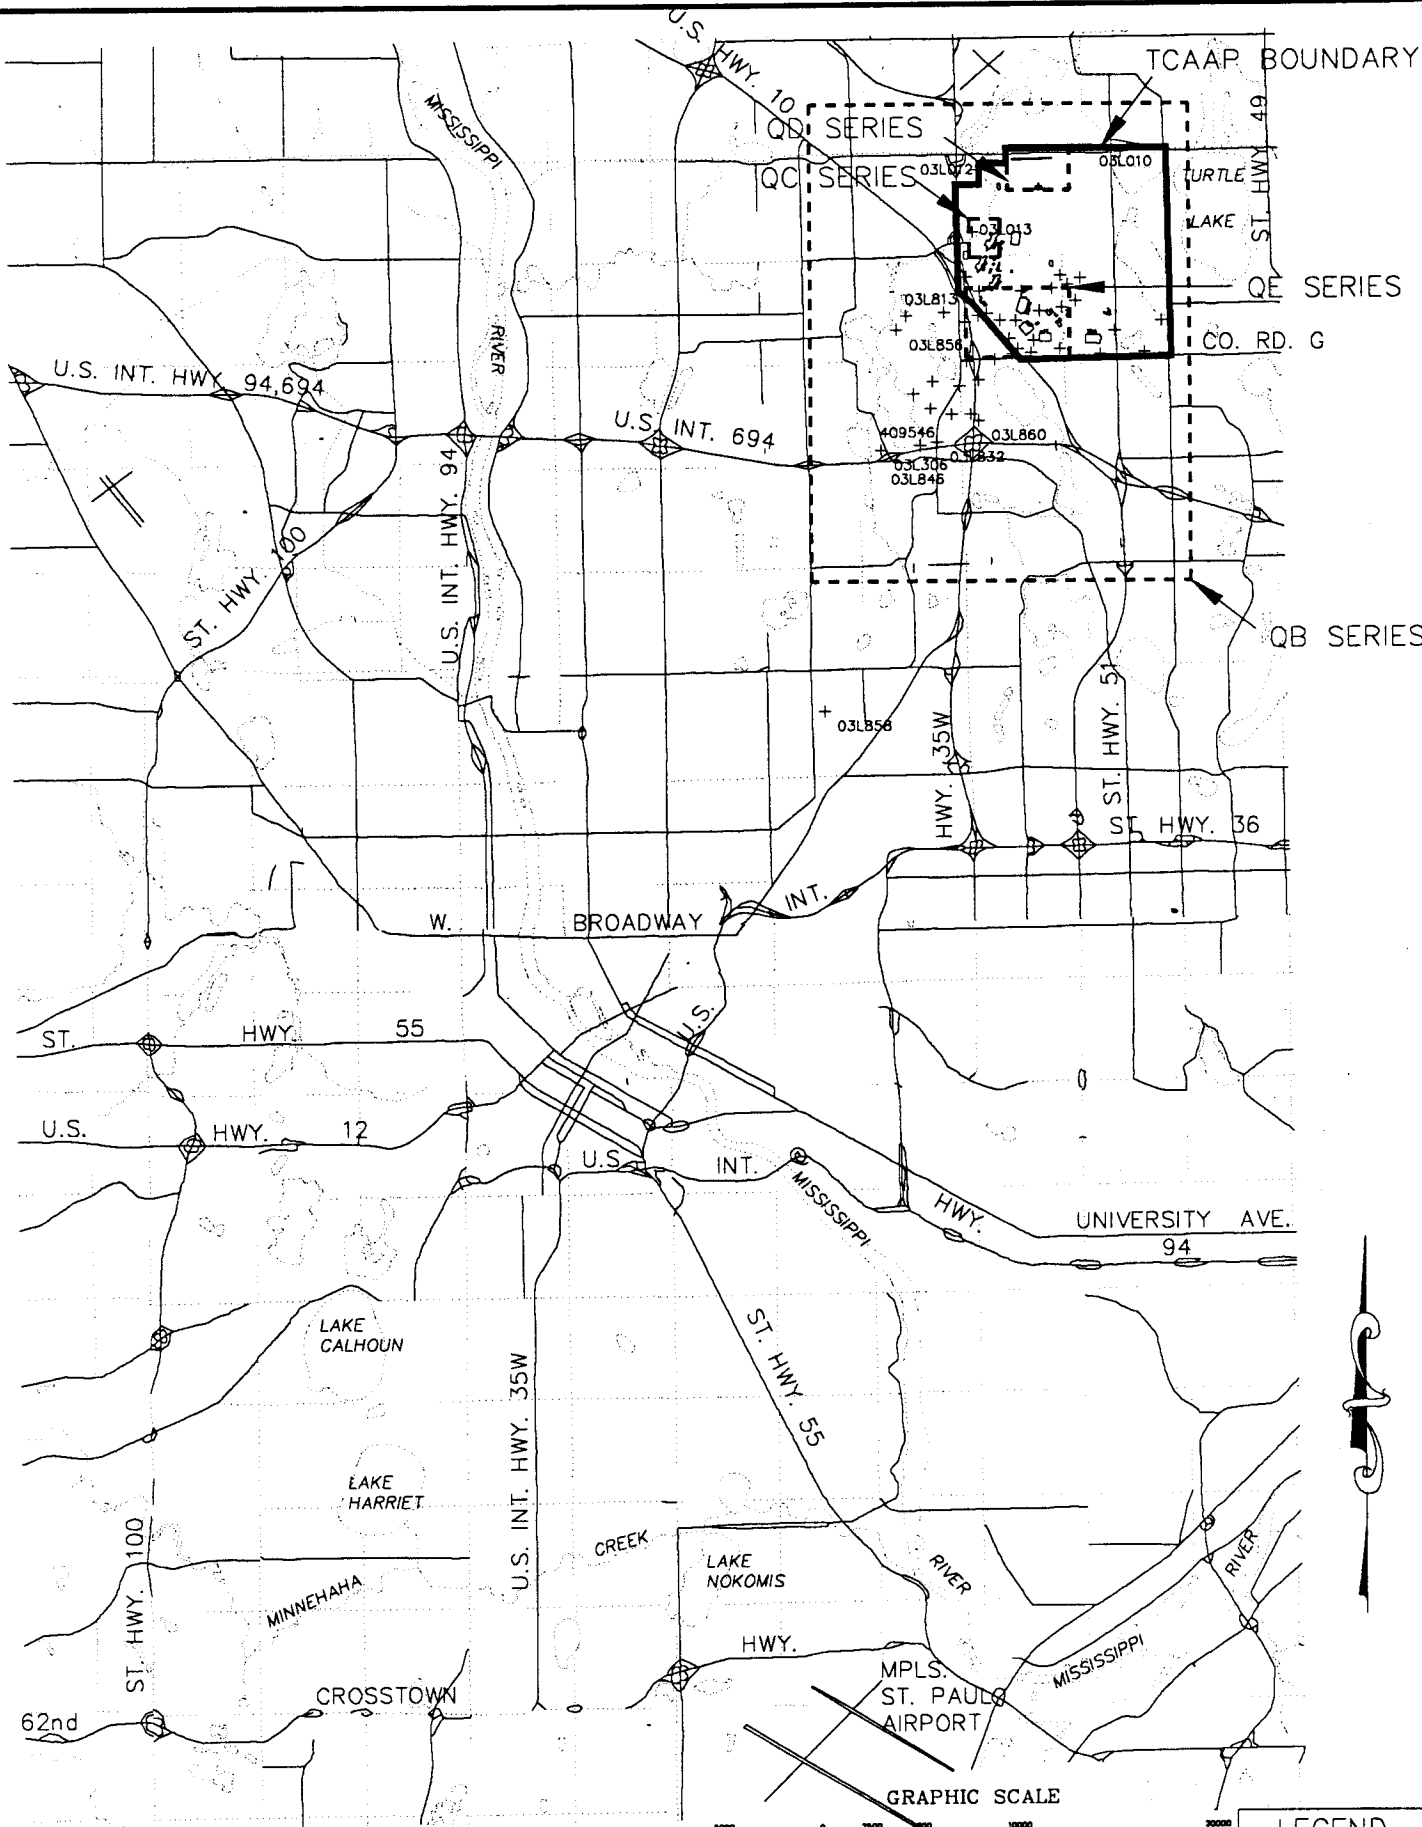 U.S. HWY. 10
TCAAP BOUNDARY
MISSISSIPPI
QD SERIES
ST. HWY 49
03L010
QC SERIES
TURTLE
LAKE
03L013
QE SERIES
03L813
RIVER
03L856
CO. RD. G
U.S. INT. HWY. 94,694
U.S. INT. 694
409546
03L860
03L832
03L306
03L846
U.S. INT. HWY. 94
ST. HWY. 100
QB SERIES
03L858
HWY. 35W
ST. HWY. 51
ST. HWY. 36
INT.
W. BROADWAY
U.S.
ST. HWY. 55
U.S. HWY. 12
U.S. INT.
MISSISSIPPI
HWY.
UNIVERSITY AVE.
94
LAKE
CALHOUN
ST. HWY. 55
U.S. INT. HWY. 35W
LAKE
HARRIET
CREEK
LAKE
NOKOMIS
RIVER
RIVER
ST. HWY. 100
MINNEHAHA
HWY.
MISSISSIPPI
MPLS.
ST. PAUL
AIRPORT
CROSSTOWN
62nd
GRAPHIC SCALE
LEGEND